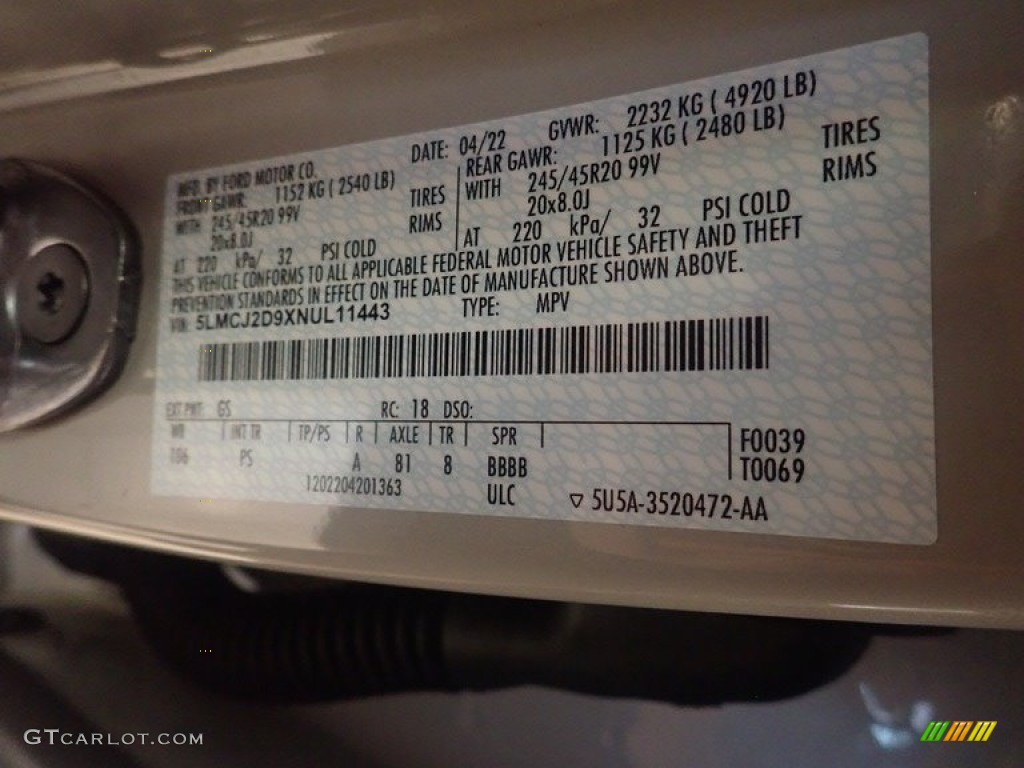 MFD. BY FORD MOTOR CO.
DATE: 04/22 GVWR: 2232 KG ( 4920 LB)
FRONT GAWR: 1152 KG ( 2540 LB)
WITH 245/45R20 99V TIRES
20x8.0J RIMS
AT 220 kPa/ 32 PSI COLD
REAR GAWR: 1125 KG ( 2480 LB)
WITH 245/45R20 99V TIRES
20x8.0J RIMS
AT 220 kPa/ 32 PSI COLD
THIS VEHICLE CONFORMS TO ALL APPLICABLE FEDERAL MOTOR VEHICLE SAFETY AND THEFT
PREVENTION STANDARDS IN EFFECT ON THE DATE OF MANUFACTURE SHOWN ABOVE.
VIN: 5LMCJ2D9XNUL11443 TYPE: MPV
EXT PNT: GS RC: 18 DSO:
WB INT TR TP/PS R AXLE TR SPR F0039
106 PS A 81 8 BBBB T0069
1202204201363 ULC ▽ 5U5A-3520472-AA
GTCARLOT.COM